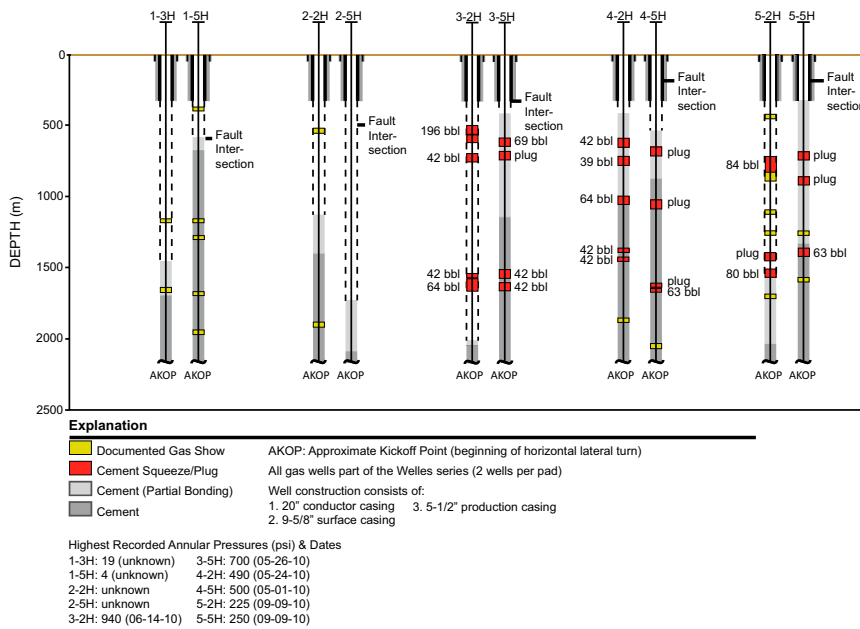 1-3H 1-5H 2-2H 2-5H 3-2H 3-5H 4-2H 4-5H 5-2H 5-5H
0
500
1000
1500
2000
2500
DEPTH (m)
Fault
Inter-
section
Fault
Inter-
section
196 bbl
42 bbl
42 bbl
64 bbl
Fault
Inter-
section
69 bbl
plug
42 bbl
42 bbl
42 bbl
39 bbl
64 bbl
42 bbl
42 bbl
Fault
Inter-
section
plug
plug
plug
63 bbl
84 bbl
plug
80 bbl
Fault
Inter-
section
plug
plug
63 bbl
AKOP AKOP AKOP AKOP AKOP AKOP AKOP AKOP AKOP AKOP
Explanation
Documented Gas Show
Cement Squeeze/Plug
Cement (Partial Bonding)
Cement
AKOP: Approximate Kickoff Point (beginning of horizontal lateral turn)
All gas wells part of the Welles series (2 wells per pad)
Well construction consists of:
1. 20" conductor casing 3. 5-1/2" production casing
2. 9-5/8" surface casing
Highest Recorded Annular Pressures (psi) & Dates
1-3H: 19 (unknown) 3-5H: 700 (05-26-10)
1-5H: 4 (unknown) 4-2H: 490 (05-24-10)
2-2H: unknown 4-5H: 500 (05-01-10)
2-5H: unknown 5-2H: 225 (09-09-10)
3-2H: 940 (06-14-10) 5-5H: 250 (09-09-10)